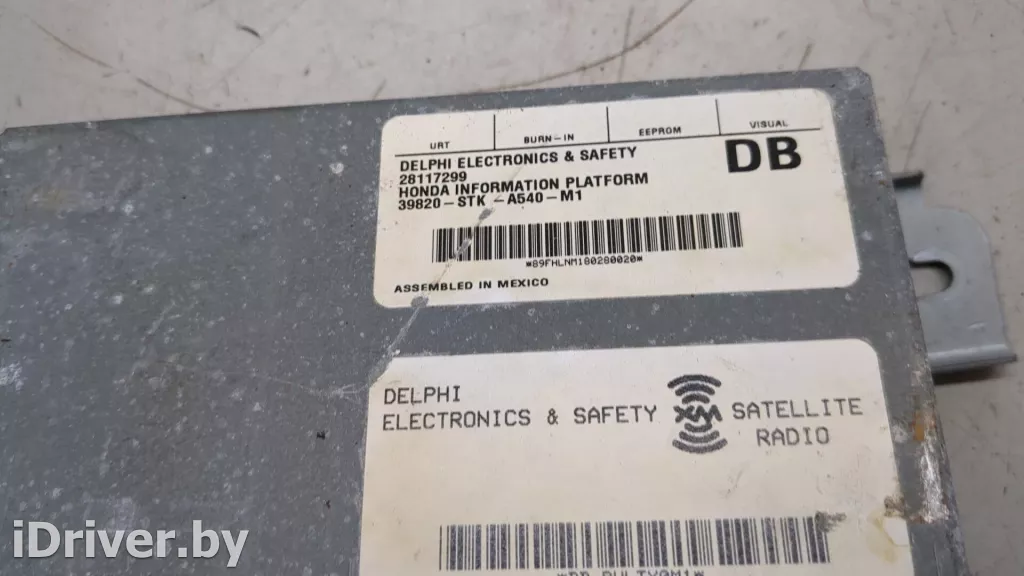 URT BURN-IN EEPROM VISUAL
DELPHI ELECTRONICS & SAFETY
28117299
HONDA INFORMATION PLATFORM
39820-STK -A540-M1
DB
*89FHLNM180280020*
ASSEMBLED IN MEXICO
DELPHI
ELECTRONICS & SAFETY
XM SATELLITE
RADIO
iDriver.by